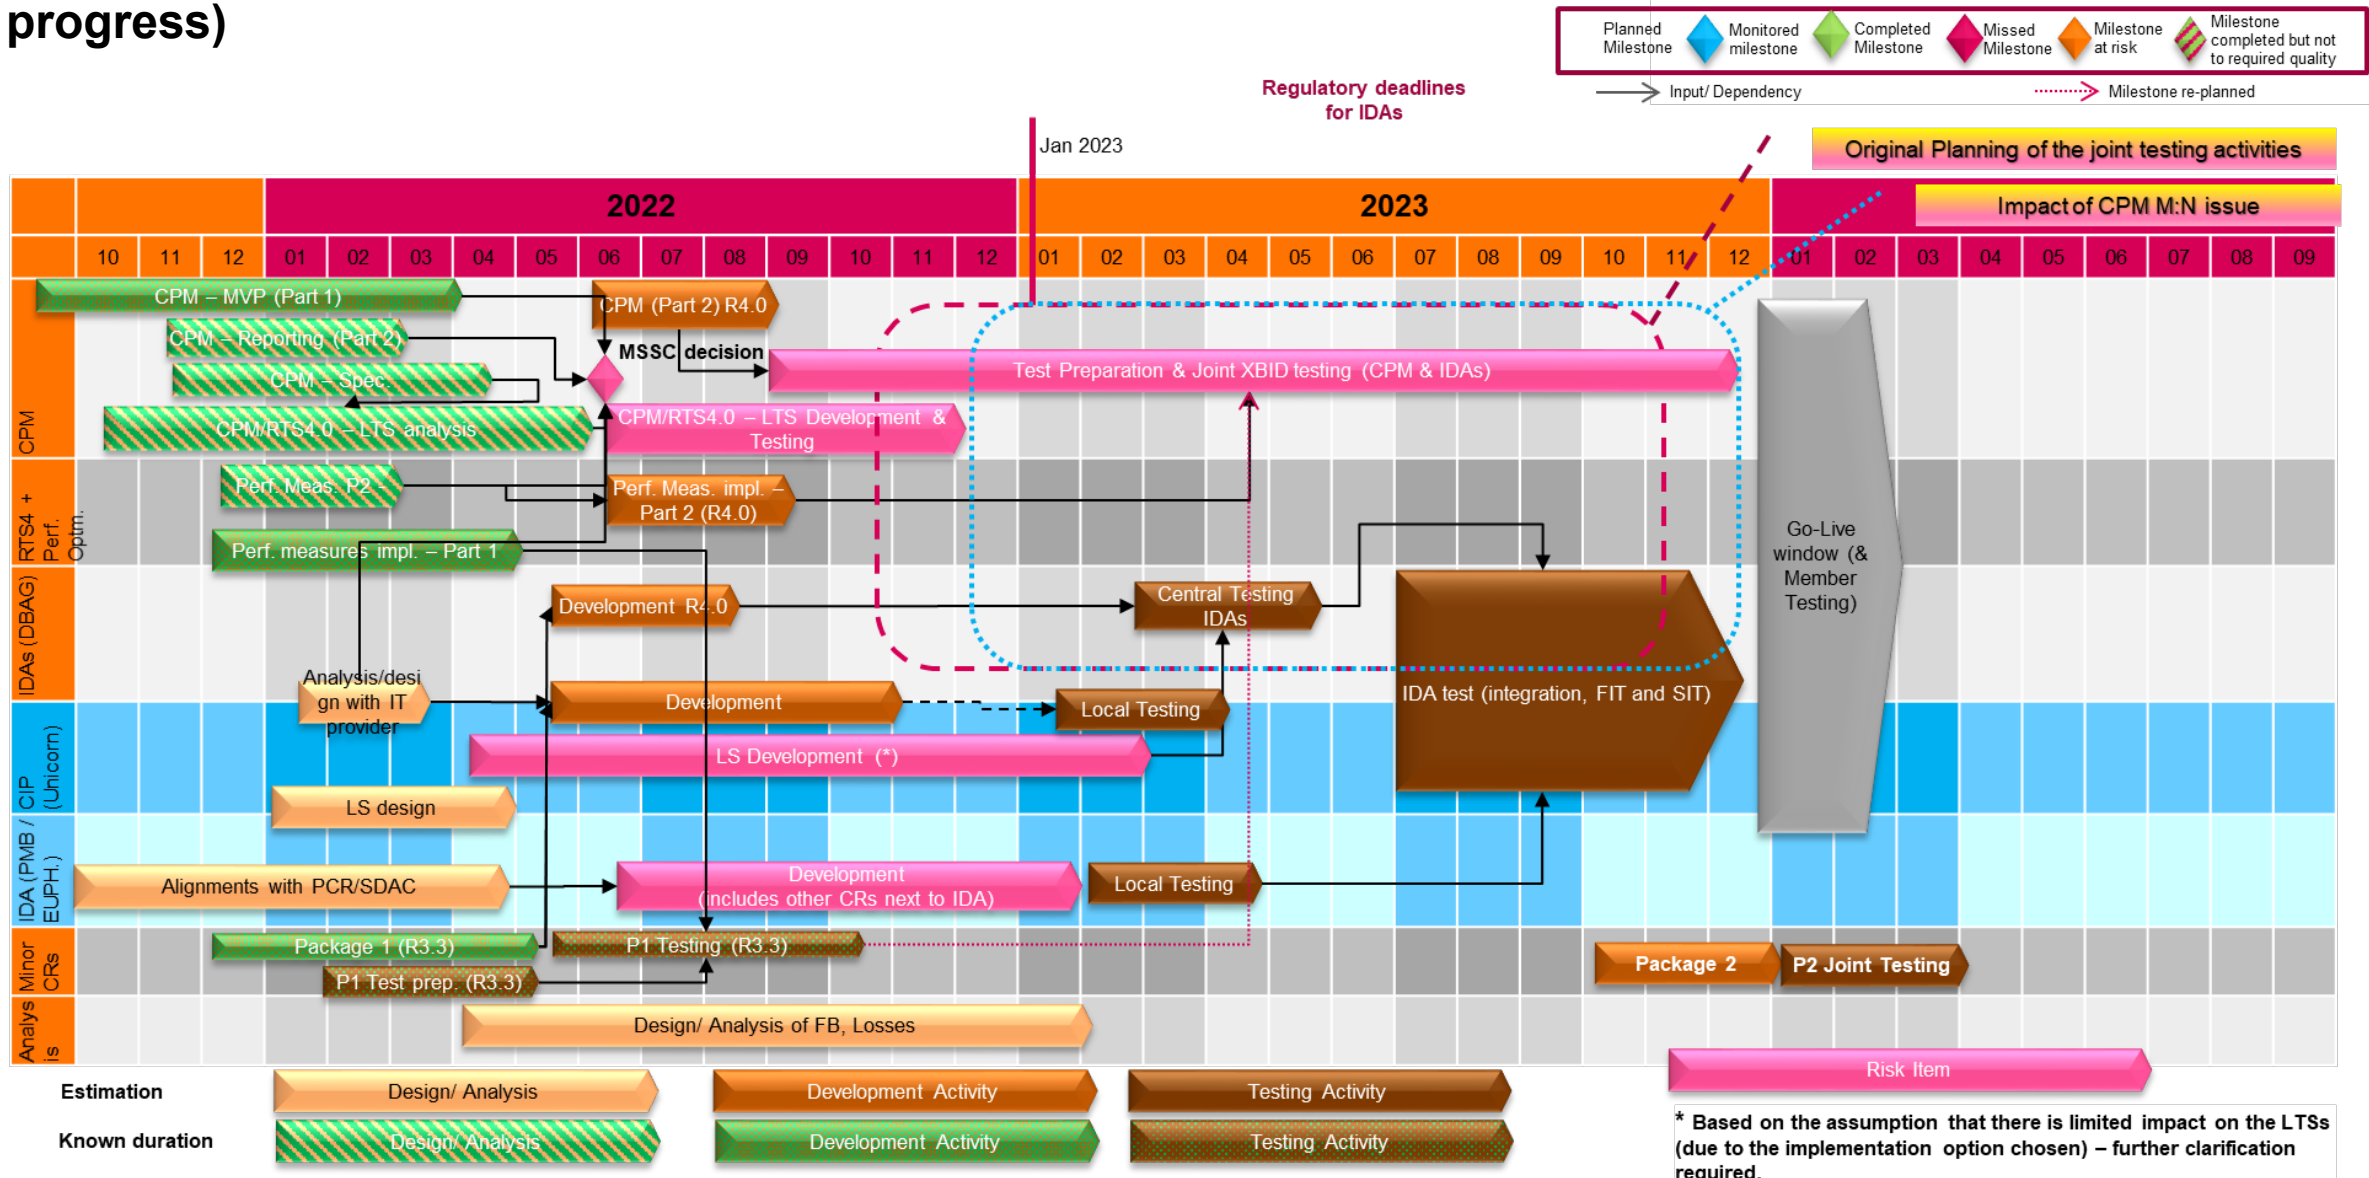 progress)
Planned
Milestone
Monitored
milestone
Completed
Milestone
Missed
Milestone
Milestone
at risk
Milestone
completed but not
to required quality
Input/ Dependency
Milestone re-planned
Regulatory deadlines
for IDAs
Jan 2023
Original Planning of the joint testing activities
Impact of CPM M:N issue
2022
2023
10 11 12 01 02 03 04 05 06 07 08 09 10 11 12 01 02 03 04 05 06 07 08 09 10 11 12 01 02 03 04 05 06 07 08 09
CPM
CPM – MVP (Part 1)
CPM (Part 2) R4.0
CPM – Reporting (Part 2)
MSSC decision
CPM – Spec.
Test Preparation & Joint XBID testing (CPM & IDAs)
CPM/RTS4.0 – LTS analysis
CPM/RTS4.0 – LTS Development &
Testing
RTS4 +
Perf.
Optm.
Perf. Meas. P2 -
Perf. Meas. impl. –
Part 2 (R4.0)
Perf. measures impl. – Part 1
Go-Live
window (&
Member
Testing)
IDAs (DBAG)
Development R4.0
Central Testing
IDAs
Analysis/desi
gn with IT
provider
Development
Local Testing
IDA test (integration, FIT and SIT)
CIP
(Unicorn)
LS Development (*)
LS design
IDA (PMB /
EUPH.)
Alignments with PCR/SDAC
Development
(includes other CRs next to IDA)
Local Testing
Minor
CRs
Package 1 (R3.3)
P1 Testing (R3.3)
P1 Test prep. (R3.3)
Package 2
P2 Joint Testing
Analys
is
Design/ Analysis of FB, Losses
Risk Item
Estimation
Design/ Analysis
Development Activity
Testing Activity
Known duration
Design/ Analysis
Development Activity
Testing Activity
* Based on the assumption that there is limited impact on the LTSs
(due to the implementation option chosen) – further clarification
required.